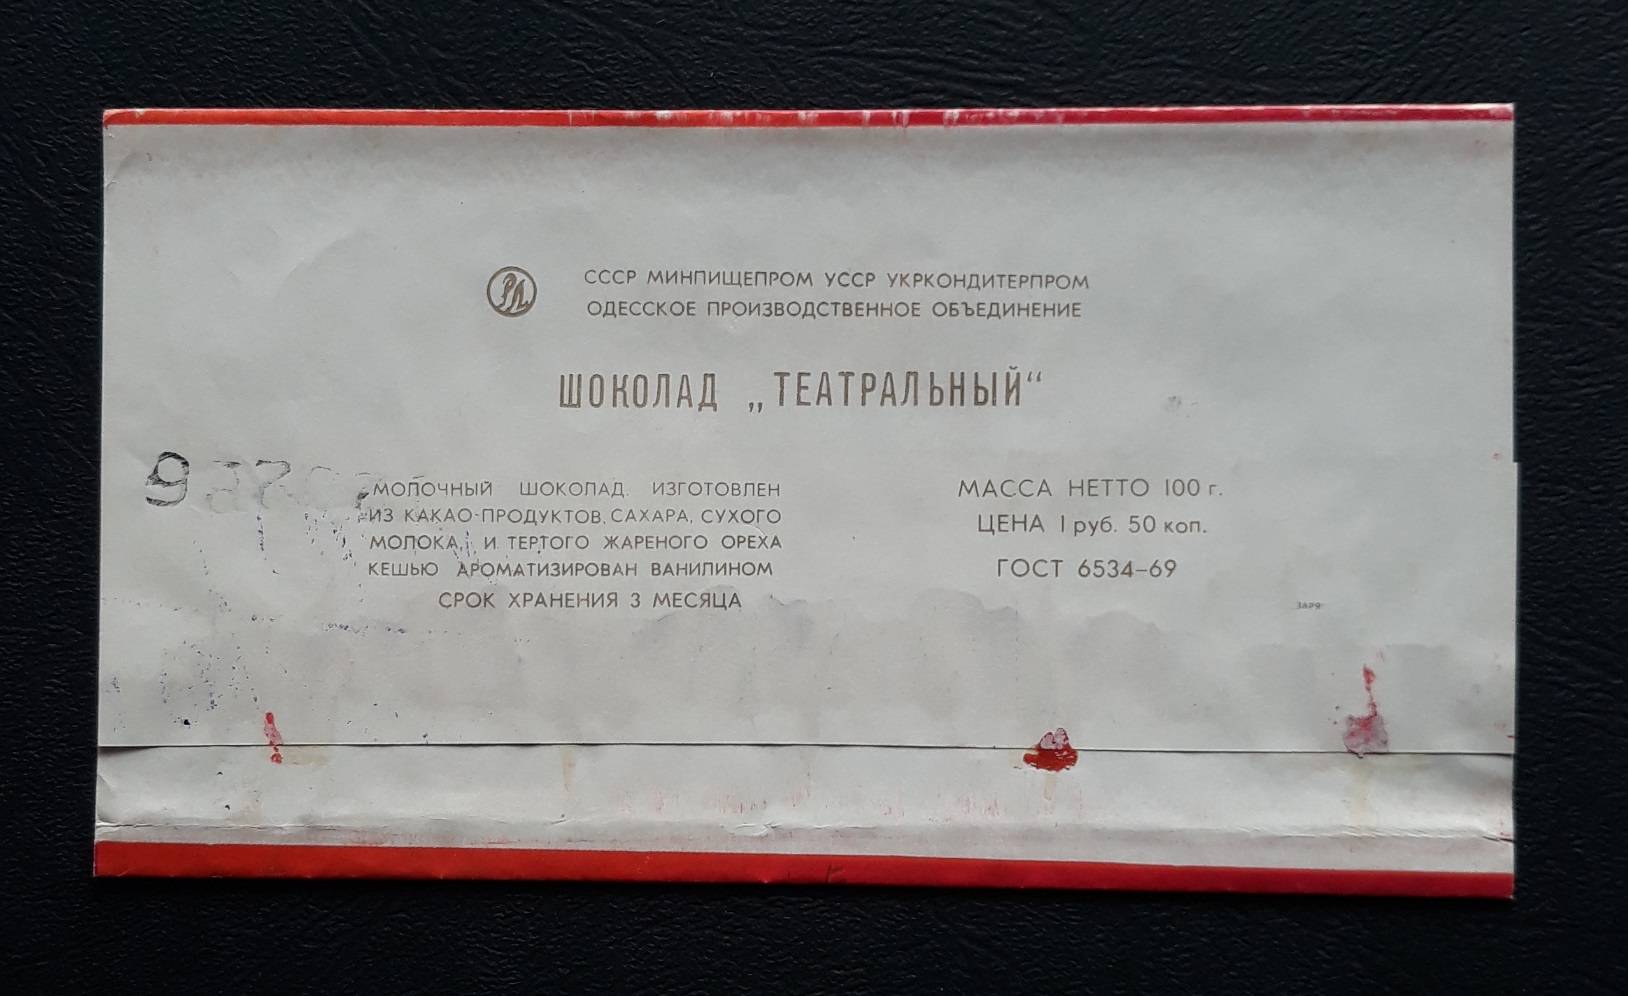 СССР МИНПИЩЕПРОМ УССР УКРКОНДИТЕРПРОМ
ОДЕССКОЕ ПРОИЗВОДСТВЕННОЕ ОБЪЕДИНЕНИЕ
ШОКОЛАД „ТЕАТРАЛЬНЫЙ“
МОЛОЧНЫЙ ШОКОЛАД. ИЗГОТОВЛЕН
ИЗ КАКАО-ПРОДУКТОВ, САХАРА, СУХОГО
МОЛОКА, И ТЕРТОГО ЖАРЕНОГО ОРЕХА
КЕШЬЮ АРОМАТИЗИРОВАН ВАНИЛИНОМ
СРОК ХРАНЕНИЯ 3 МЕСЯЦА
МАССА НЕТТО 100 г.
ЦЕНА 1 руб. 50 коп.
ГОСТ 6534-69